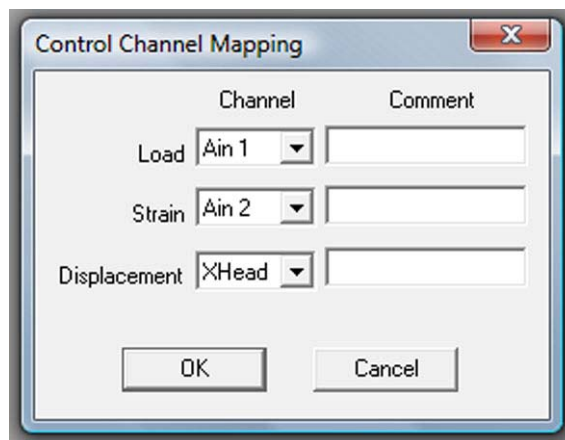 Control Channel Mapping
Channel Comment
Load Ain 1
Strain Ain 2
Displacement XHead
OK Cancel